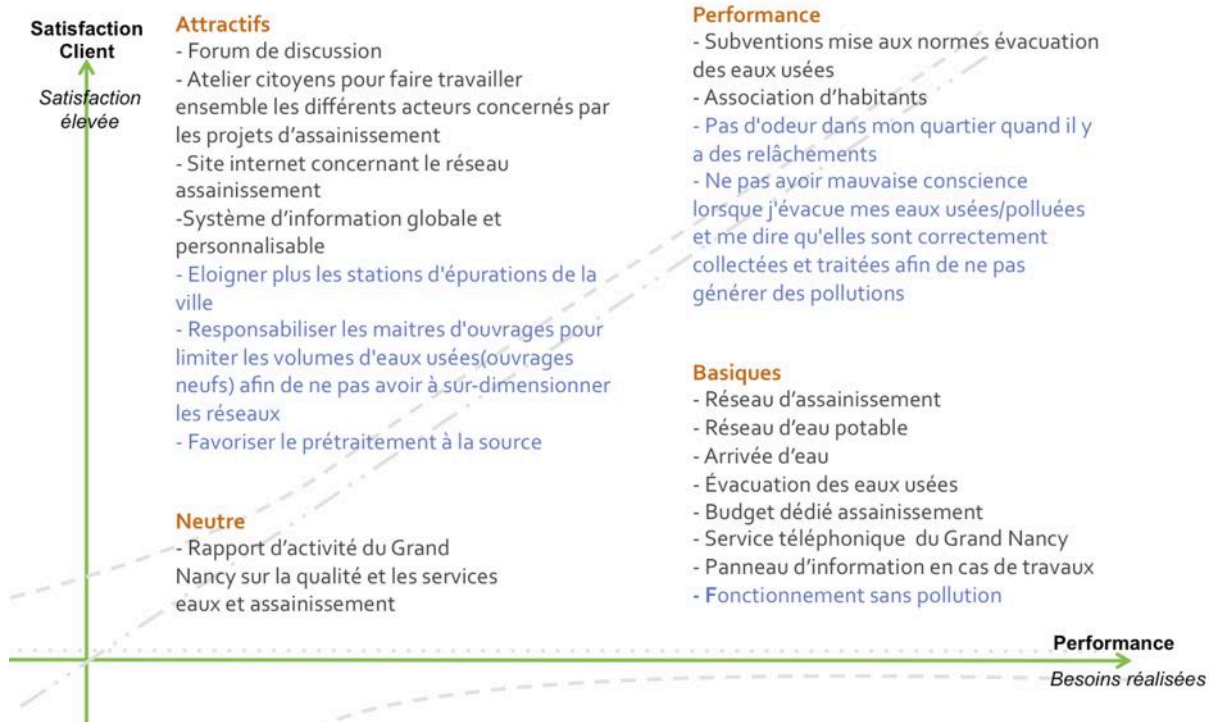 Satisfaction
Client
Satisfaction
élevée
Attractifs
- Forum de discussion
- Atelier citoyens pour faire travailler
ensemble les différents acteurs concernés par
les projets d’assainissement
- Site internet concernant le réseau
assainissement
-Système d’information globale et
personnalisable
- Eloigner plus les stations d'épurations de la
ville
- Responsabiliser les maitres d'ouvrages pour
limiter les volumes d'eaux usées(ouvrages
neufs) afin de ne pas avoir à sur-dimensionner
les réseaux
- Favoriser le prétraitement à la source
Neutre
- Rapport d’activité du Grand
Nancy sur la qualité et les services
eaux et assainissement
Performance
- Subventions mise aux normes évacuation
des eaux usées
- Association d’habitants
- Pas d'odeur dans mon quartier quand il y
a des relâchements
- Ne pas avoir mauvaise conscience
lorsque j'évacue mes eaux usées/polluées
et me dire qu'elles sont correctement
collectées et traitées afin de ne pas
générer des pollutions
Basiques
- Réseau d’assainissement
- Réseau d’eau potable
- Arrivée d’eau
- Évacuation des eaux usées
- Budget dédié assainissement
- Service téléphonique du Grand Nancy
- Panneau d’information en cas de travaux
- Fonctionnement sans pollution
Performance
Besoins réalisées